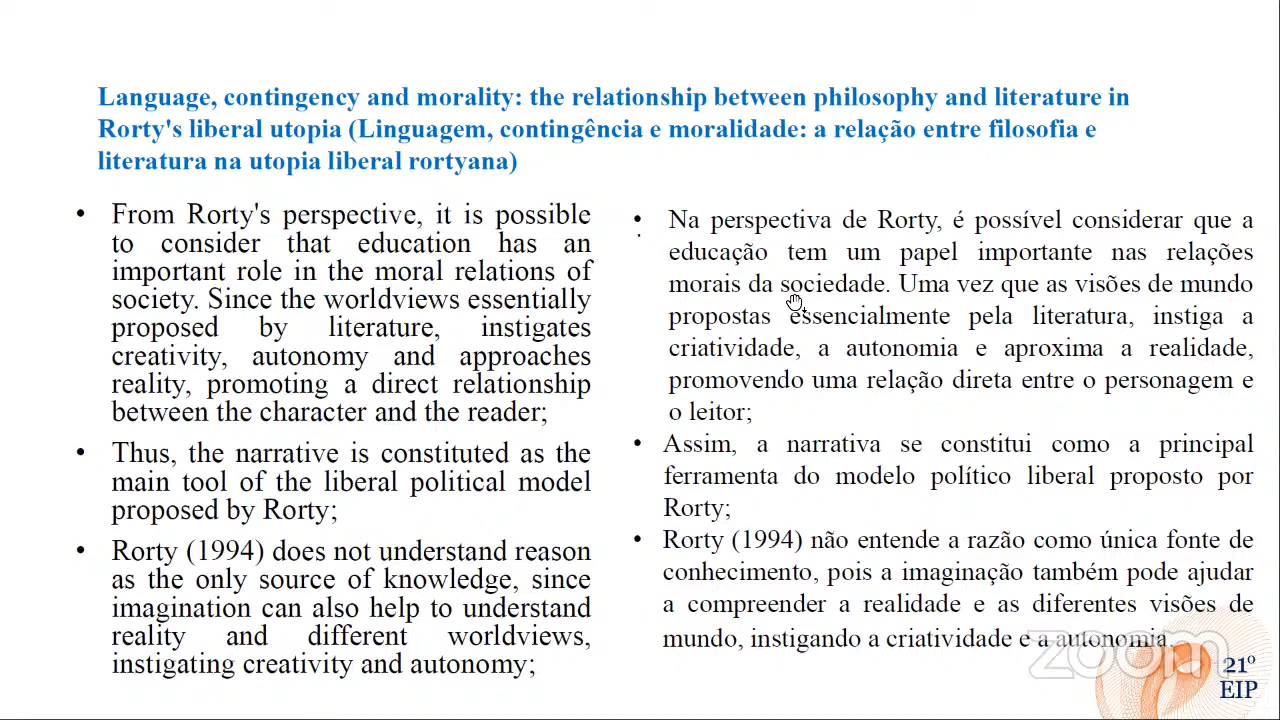 Language, contingency and morality: the relationship between philosophy and literature in
Rorty's liberal utopia (Linguagem, contingência e moralidade: a relação entre filosofia e
literatura na utopia liberal rortyana)
• From Rorty's perspective, it is possible
to consider that education has an
important role in the moral relations of
society. Since the worldviews essentially
proposed by literature, instigates
creativity, autonomy and approaches
reality, promoting a direct relationship
between the character and the reader;
• Thus, the narrative is constituted as the
main tool of the liberal political model
proposed by Rorty;
• Rorty (1994) does not understand reason
as the only source of knowledge, since
imagination can also help to understand
reality and different worldviews,
instigating creativity and autonomy;
• Na perspectiva de Rorty, é possível considerar que a
educação tem um papel importante nas relações
morais da sociedade. Uma vez que as visões de mundo
propostas essencialmente pela literatura, instiga a
criatividade, a autonomia e aproxima a realidade,
promovendo uma relação direta entre o personagem e
o leitor;
• Assim, a narrativa se constitui como a principal
ferramenta do modelo político liberal proposto por
Rorty;
• Rorty (1994) não entende a razão como única fonte de
conhecimento, pois a imaginação também pode ajudar
a compreender a realidade e as diferentes visões de
mundo, instigando a criatividade e a autonomia.
zoom
21º
EIP